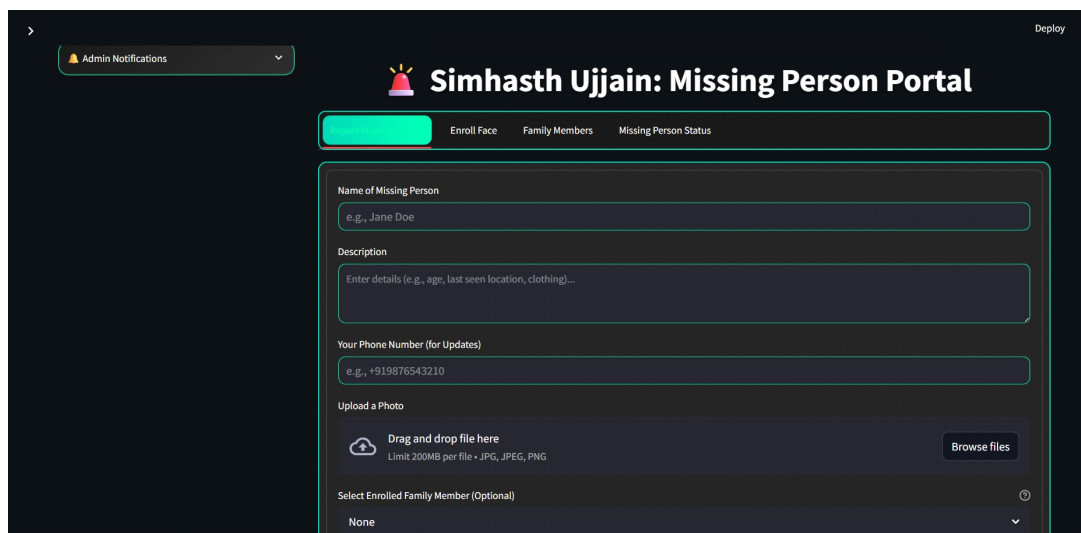 Deploy
Admin Notifications
Simhasth Ujjain: Missing Person Portal
Report Missing
Enroll Face
Family Members
Missing Person Status
Name of Missing Person
e.g., Jane Doe
Description
Enter details (e.g., age, last seen location, clothing)...
Your Phone Number (for Updates)
e.g., +919876543210
Upload a Photo
Drag and drop file here
Limit 200MB per file • JPG, JPEG, PNG
Browse files
Select Enrolled Family Member (Optional)
None